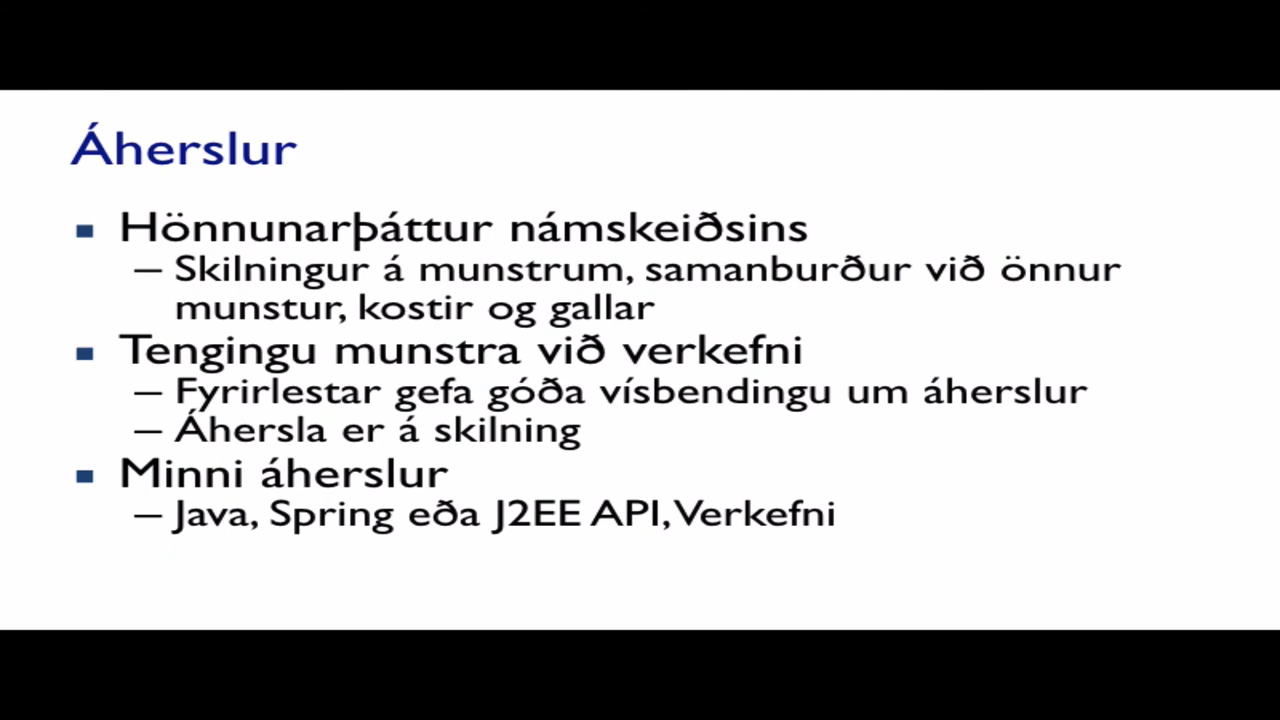 Áherslur
Hönnunarþáttur námskeiðsins
– Skilningur á munstrum, samanburður við önnur
munstur, kostir og gallar
Tengingu munstra við verkefni
– Fyrirlestar gefa góða vísbendingu um áherslur
– Áhersla er á skilning
Minni áherslur
– Java, Spring eða J2EE API, Verkefni